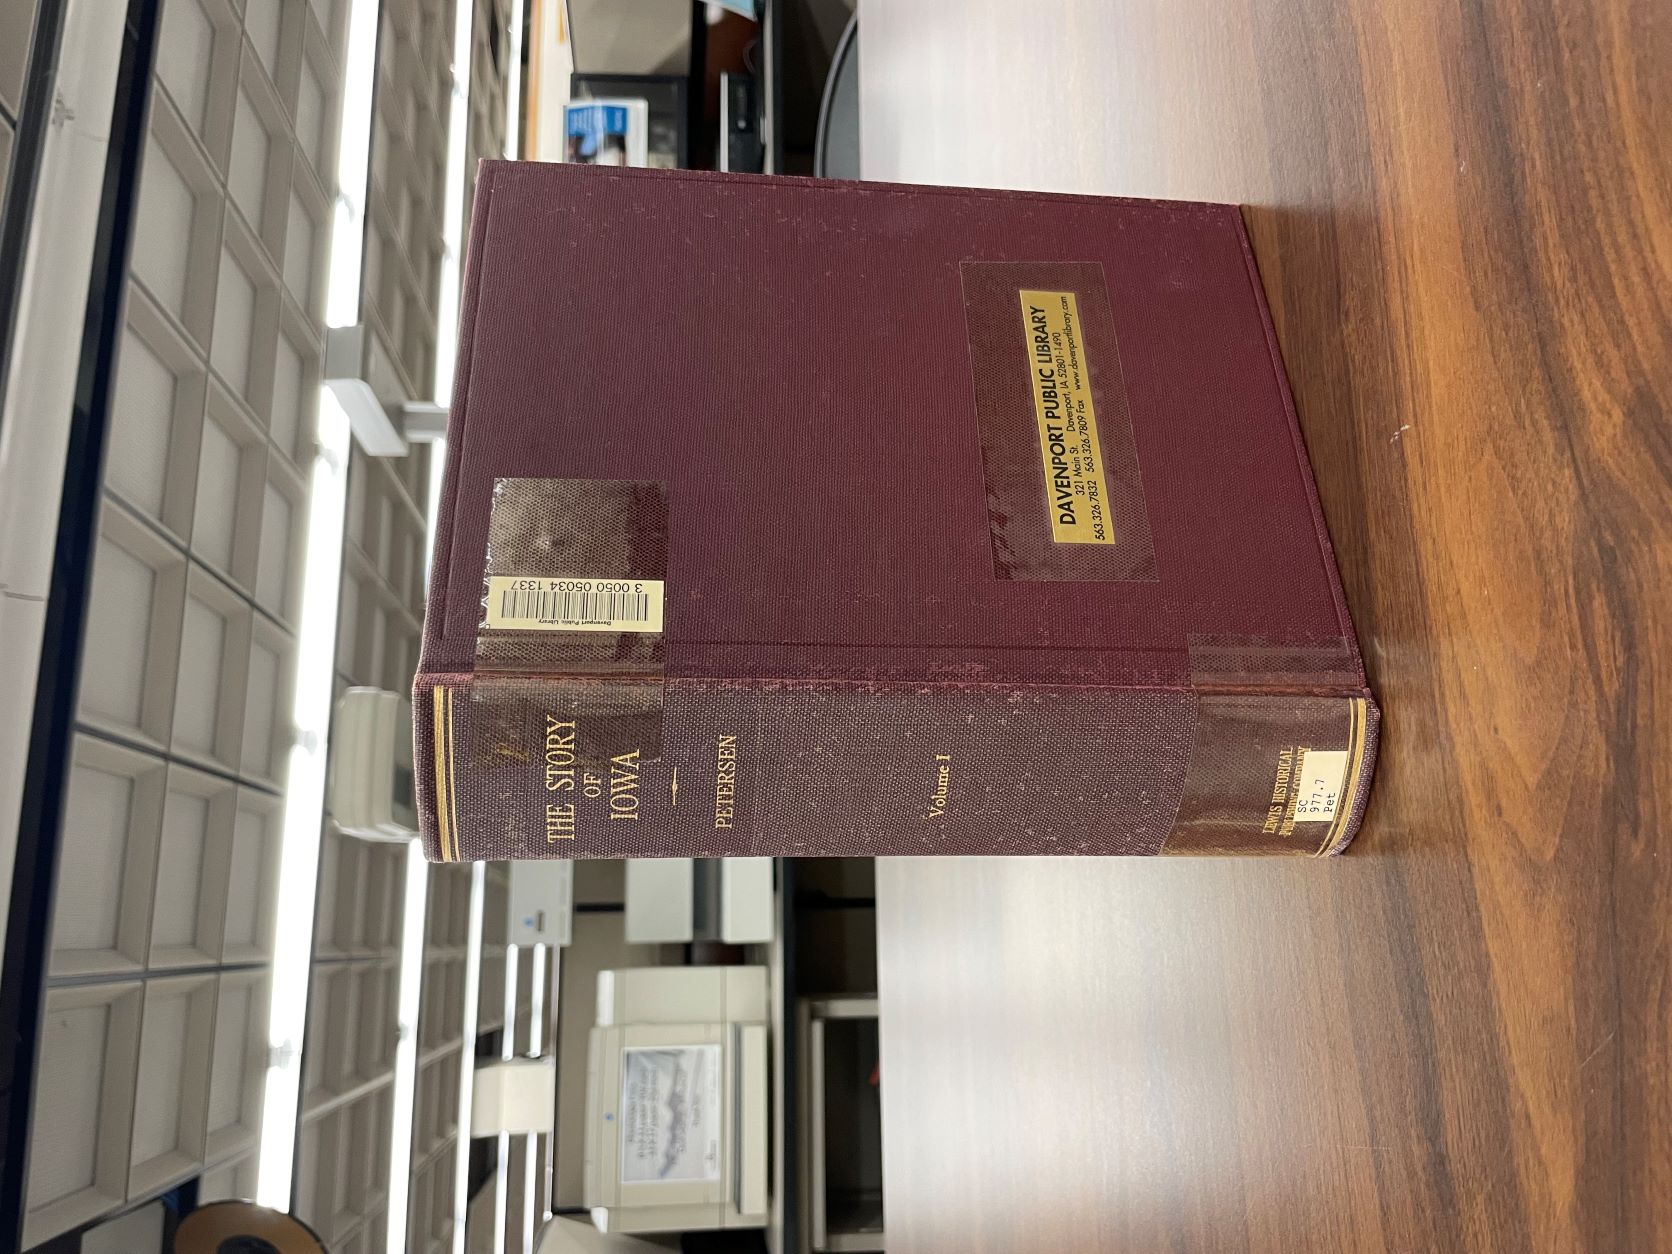 THE STORY
OF
IOWA
PETERSEN
Volume I
LEWIS HISTORICAL
PUBLISHING COMPANY
SC
977.7
Pet
Davenport Public Library
3 0050 05034 1337
DAVENPORT PUBLIC LIBRARY
321 Main St. Davenport, IA 52801-1490
563.326.7832 563.326.7809 Fax www.davenportlibrary.com